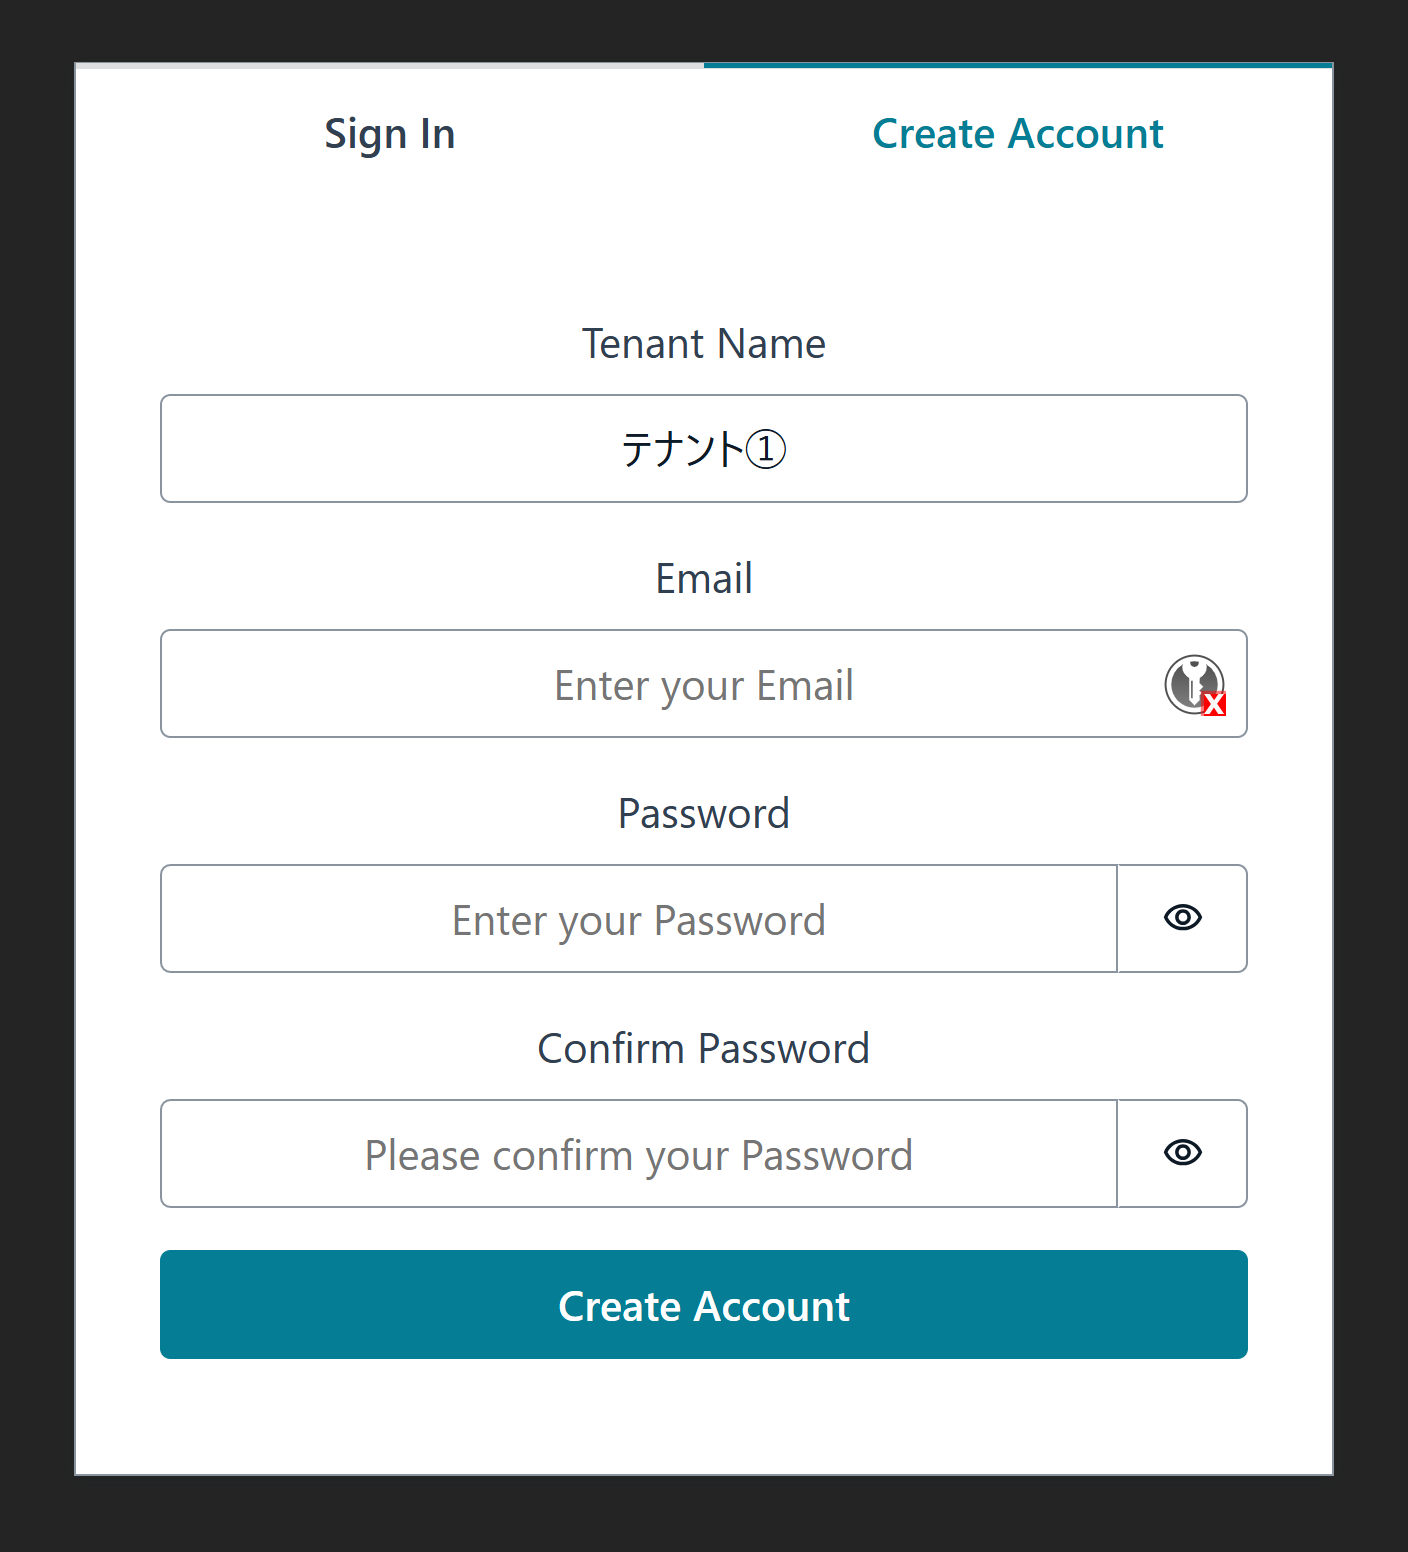 Sign In
Create Account
Tenant Name
テナント①
Email
Enter your Email
X
Password
Enter your Password
Confirm Password
Please confirm your Password
Create Account